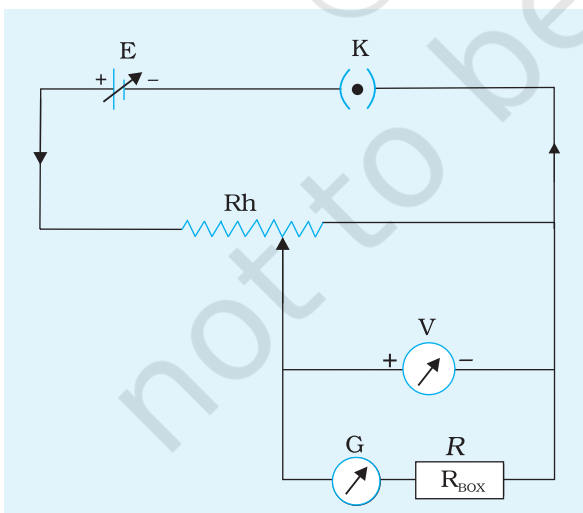 E
K
+ −
Rh
V
+ −
G
R
R_BOX
not to be